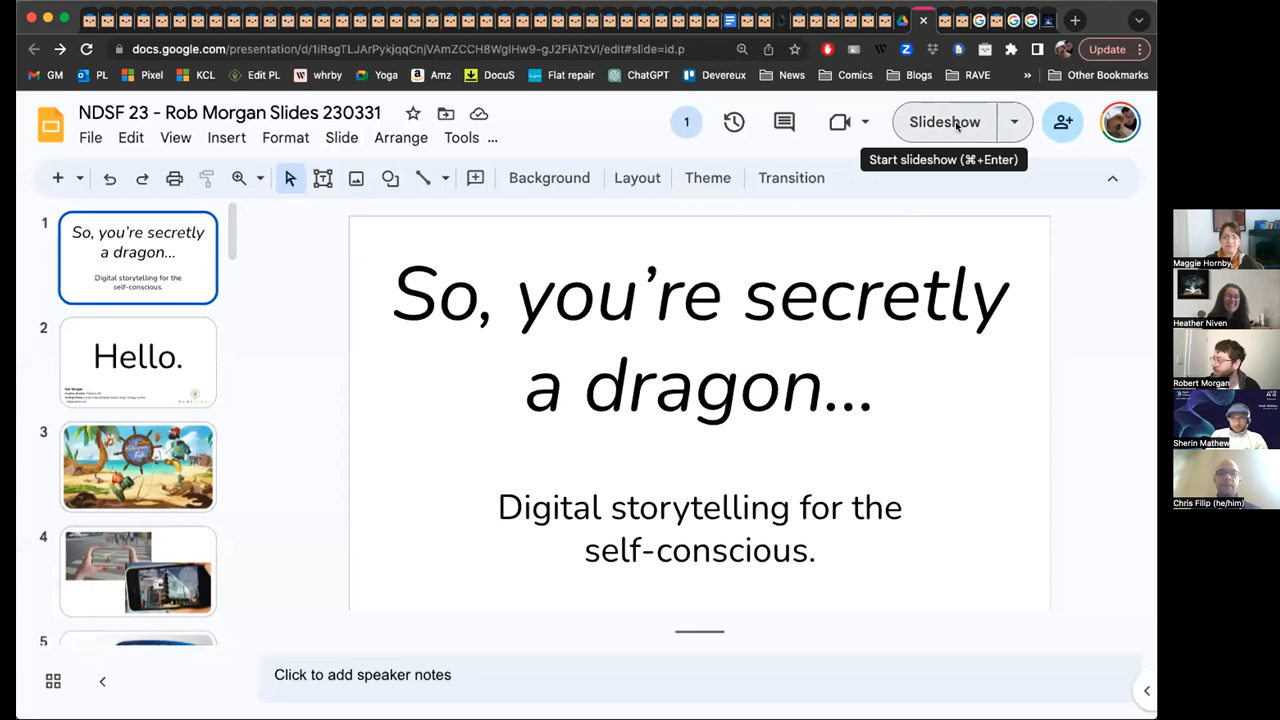 docs.google.com/presentation/d/1iRsgTLJArPykjqqCnjVAmZCCH8WglHw9-gJ2FiATzVI/edit#slide=id.p
Update
GM
PL
Pixel
KCL
Edit PL
whrby
Yoga
Amz
DocuS
Flat repair
ChatGPT
Devereux
News
Comics
Blogs
RAVE
»
Other Bookmarks
NDSF 23 - Rob Morgan Slides 230331
File Edit View Insert Format Slide Arrange Tools ...
1
Slideshow
Start slideshow (⌘+Enter)
Background
Layout
Theme
Transition
1
So, you're secretly
a dragon...
Digital storytelling for the
self-conscious.
2
Hello.
3
4
5
So, you’re secretly
a dragon...
Digital storytelling for the
self-conscious.
Click to add speaker notes
Maggie Hornby
Heather Niven
Robert Morgan
Sherin Mathew
Chris Filip (he/him)